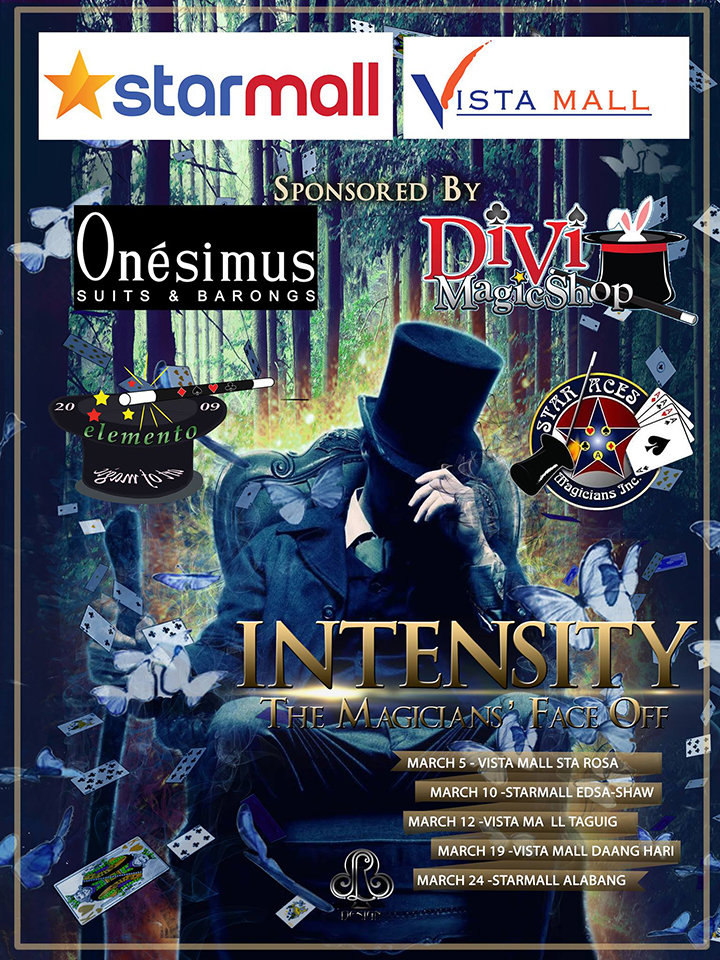 starmall
VISTA MALL
SPONSORED BY
Onésimus
SUITS & BARONGS
DiVi
MagicShop
20 09
elemento
STAR ACES
Magicians Inc.
INTENSITY
THE MAGICIANS' FACE OFF
MARCH 5 - VISTA MALL STA ROSA
MARCH 10 -STARMALL EDSA-SHAW
MARCH 12 -VISTA MA LL TAGUIG
MARCH 19 -VISTA MALL DAANG HARI
MARCH 24 -STARMALL ALABANG
DESIGN